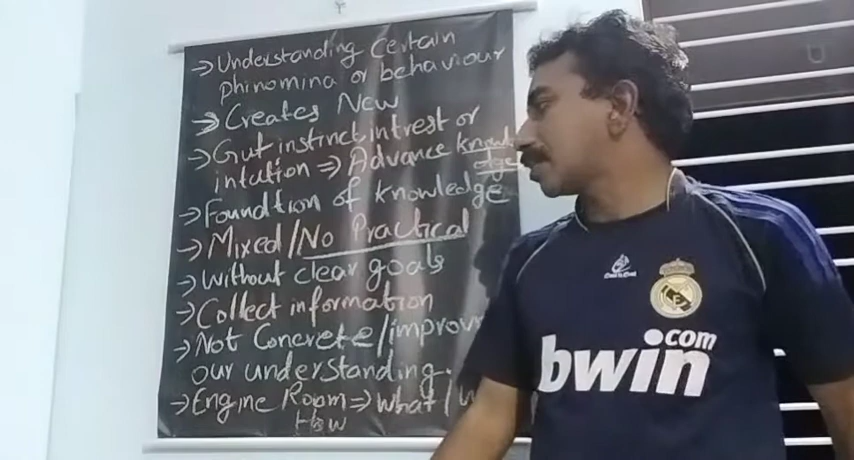 →Understanding Certain
phinomina or behaviour
→Creates New
→Gut instinct intrest or
intution ⇒ Advance knowl
edge
→Foundtion of knowledge
→Mixed/No Practical
→Without clear goals
→Collect information
→Not Concrete/improv
our understanding.
→Engine Room ⇒ What/
How
bwin.com